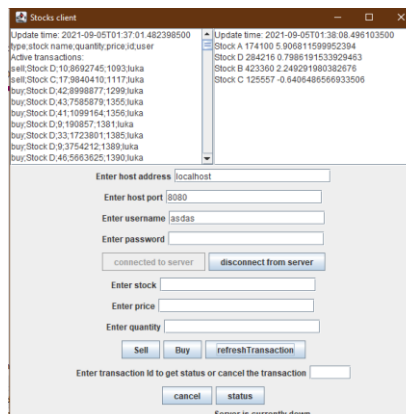 Stocks client
Update time: 2021-09-05T01:37:01.482398500
type;stock name;quantity;price;id;user
Active transactions:
sell;Stock D;10;8692745;1093;luka
sell;Stock C;17;9840410;1117;luka
buy;Stock D;42;8998877;1299;luka
buy;Stock D;43;7585879;1355;luka
buy;Stock D;41;1099164;1356;luka
buy;Stock D;9;190857;1381;luka
buy;Stock D;33;1723801;1385;luka
buy;Stock D;9;3754212;1389;luka
buy;Stock D;46;5663625;1390;luka
Update time: 2021-09-05T01:38:08.496103500
Stock A 174100 5.906811599952394
Stock D 284216 0.7986191533929463
Stock B 423360 2.249291980382676
Stock C 125557 -0.6406486566933506
Enter host address localhost
Enter host port 8080
Enter username asdas
Enter password
connected to server disconnect from server
Enter stock
Enter price
Enter quantity
Sell Buy refreshTransaction
Enter transaction Id to get status or cancel the transaction
cancel status
Server is currently down